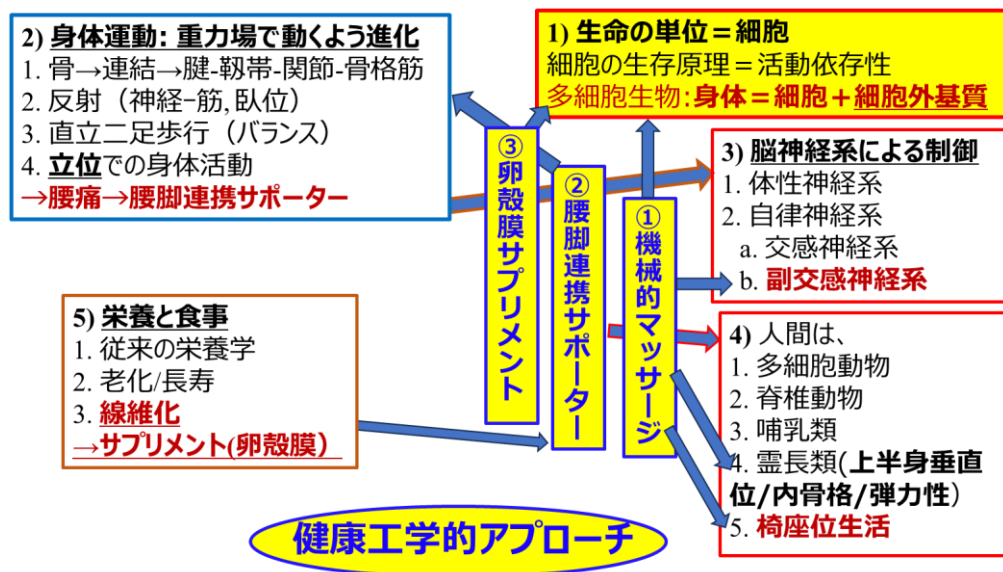 2) 身体運動: 重力場で動くよう進化
1. 骨→連結→腱-靱帯-関節-骨格筋
2. 反射（神経−筋, 臥位）
3. 直立二足歩行（バランス）
4. 立位での身体活動
→腰痛→腰脚連携サポーター
1) 生命の単位＝細胞
細胞の生存原理＝活動依存性
多細胞生物：身体＝細胞＋細胞外基質
3) 脳神経系による制御
1. 体性神経系
2. 自律神経系
a. 交感神経系
b. 副交感神経系
③卵殻膜サプリメント
②腰脚連携サポーター
①機械的マッサージ
5) 栄養と食事
1. 従来の栄養学
2. 老化/長寿
3. 線維化
→サプリメント(卵殻膜）
4) 人間は、
1. 多細胞動物
2. 脊椎動物
3. 哺乳類
4. 霊長類(上半身垂直
位/内骨格/弾力性）
5. 椅座位生活
健康工学的アプローチ